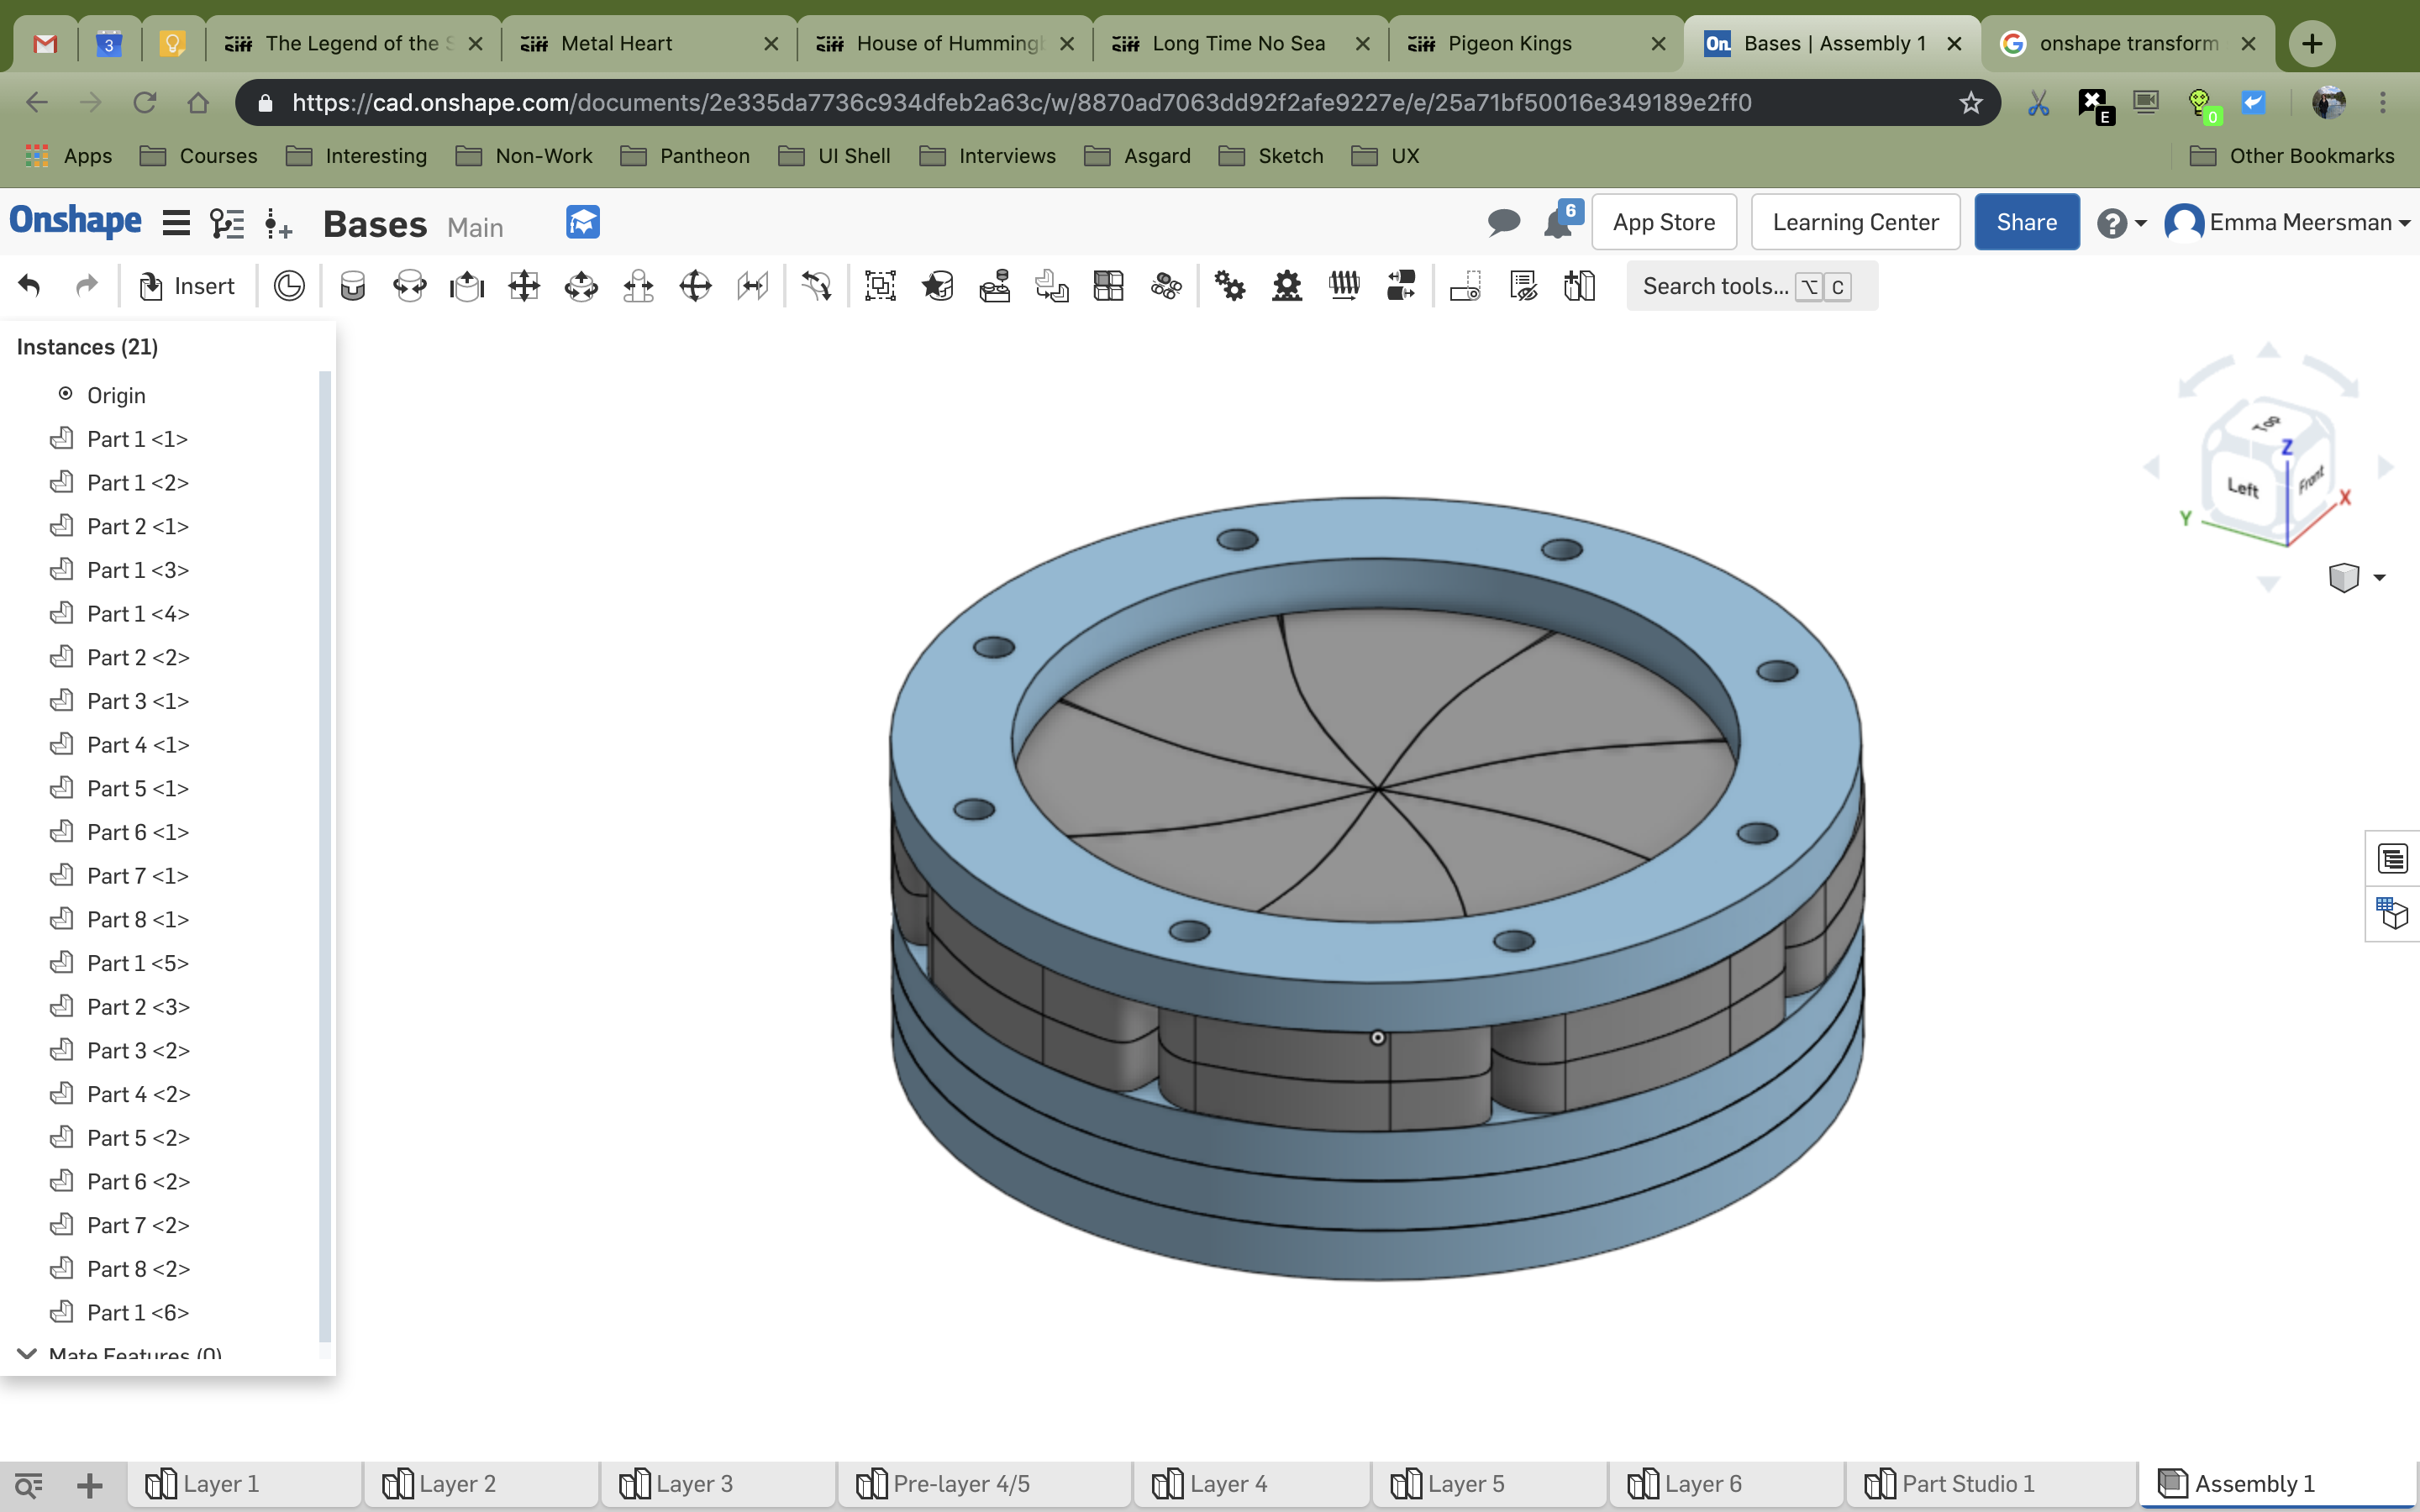 3
The Legend of the S
siff Metal Heart
siff House of Humming
siff Long Time No Sea
siff Pigeon Kings
On. Bases | Assembly 1
G onshape transform
https://cad.onshape.com/documents/2e335da7736c934dfeb2a63c/w/8870ad7063dd92f2afe9227e/e/25a71bf50016e349189e2ff0
E
0
Apps Courses Interesting Non-Work Pantheon UI Shell Interviews Asgard Sketch UX Other Bookmarks
Onshape Bases Main 6 App Store Learning Center Share ? Emma Meersman
Insert Search tools... ⌥ C
Instances (21)
Origin
Part 1 <1>
Part 1 <2>
Part 2 <1>
Part 1 <3>
Part 1 <4>
Part 2 <2>
Part 3 <1>
Part 4 <1>
Part 5 <1>
Part 6 <1>
Part 7 <1>
Part 8 <1>
Part 1 <5>
Part 2 <3>
Part 3 <2>
Part 4 <2>
Part 5 <2>
Part 6 <2>
Part 7 <2>
Part 8 <2>
Part 1 <6>
Mate Features (0)
Top
Z
Left
Front
X
Y
Layer 1 Layer 2 Layer 3 Pre-layer 4/5 Layer 4 Layer 5 Layer 6 Part Studio 1 Assembly 1